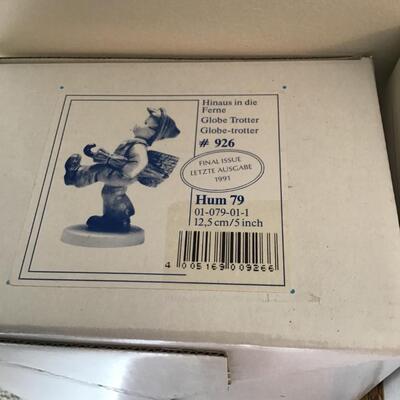 Hinaus in die
Ferne
Globe Trotter
Globe-trotter
# 926
FINAL ISSUE
LETZTE AUSGABE
1991
Hum 79
01-079-01-1
12,5 cm/5 inch
4 005169 009266